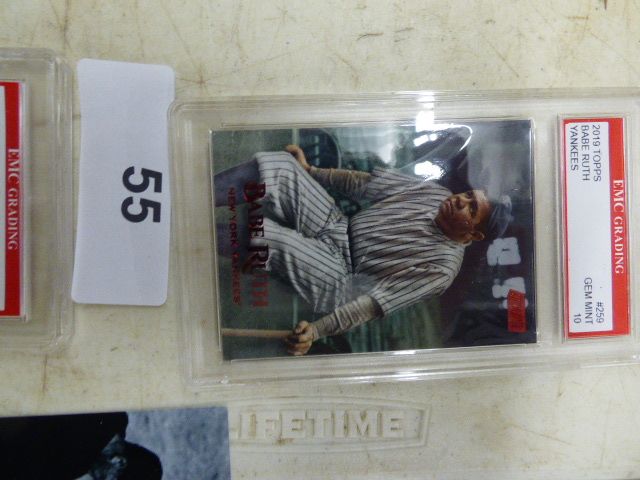 EMC GRADING
55
2019 TOPPS #259
BABE RUTH GEM MINT
YANKEES 10
EMC GRADING
BABE RUTH
NEW YORK YANKEES
LIFETIME